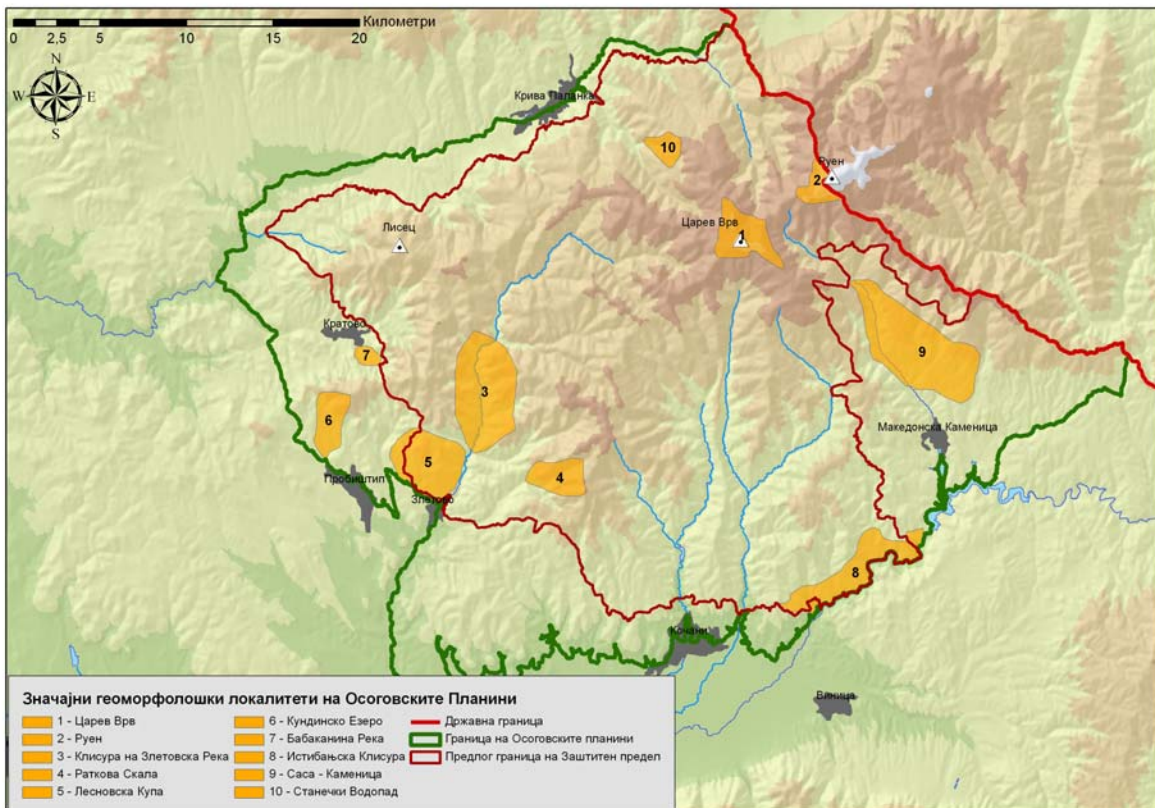 Километри
0 2,5 5 10 15 20
N
W E
S
Крива Паланка
10
Руен
2
Царев Врв
1
Лисец
Кратово
7
3
9
6
Македонска Каменица
5
4
Пробиштип
Злетово
8
Кочани
Виница
Значајни геоморфолошки локалитети на Осоговските Планини
1 - Царев Врв
2 - Руен
3 - Клисура на Злетовска Река
4 - Раткова Скала
5 - Лесновска Купа
6 - Кундинско Езеро
7 - Бабаканина Река
8 - Истибањска Клисура
9 - Саса - Каменица
10 - Станечки Водопад
Државна граница
Граница на Осоговските планини
Предлог граница на Заштитен предел